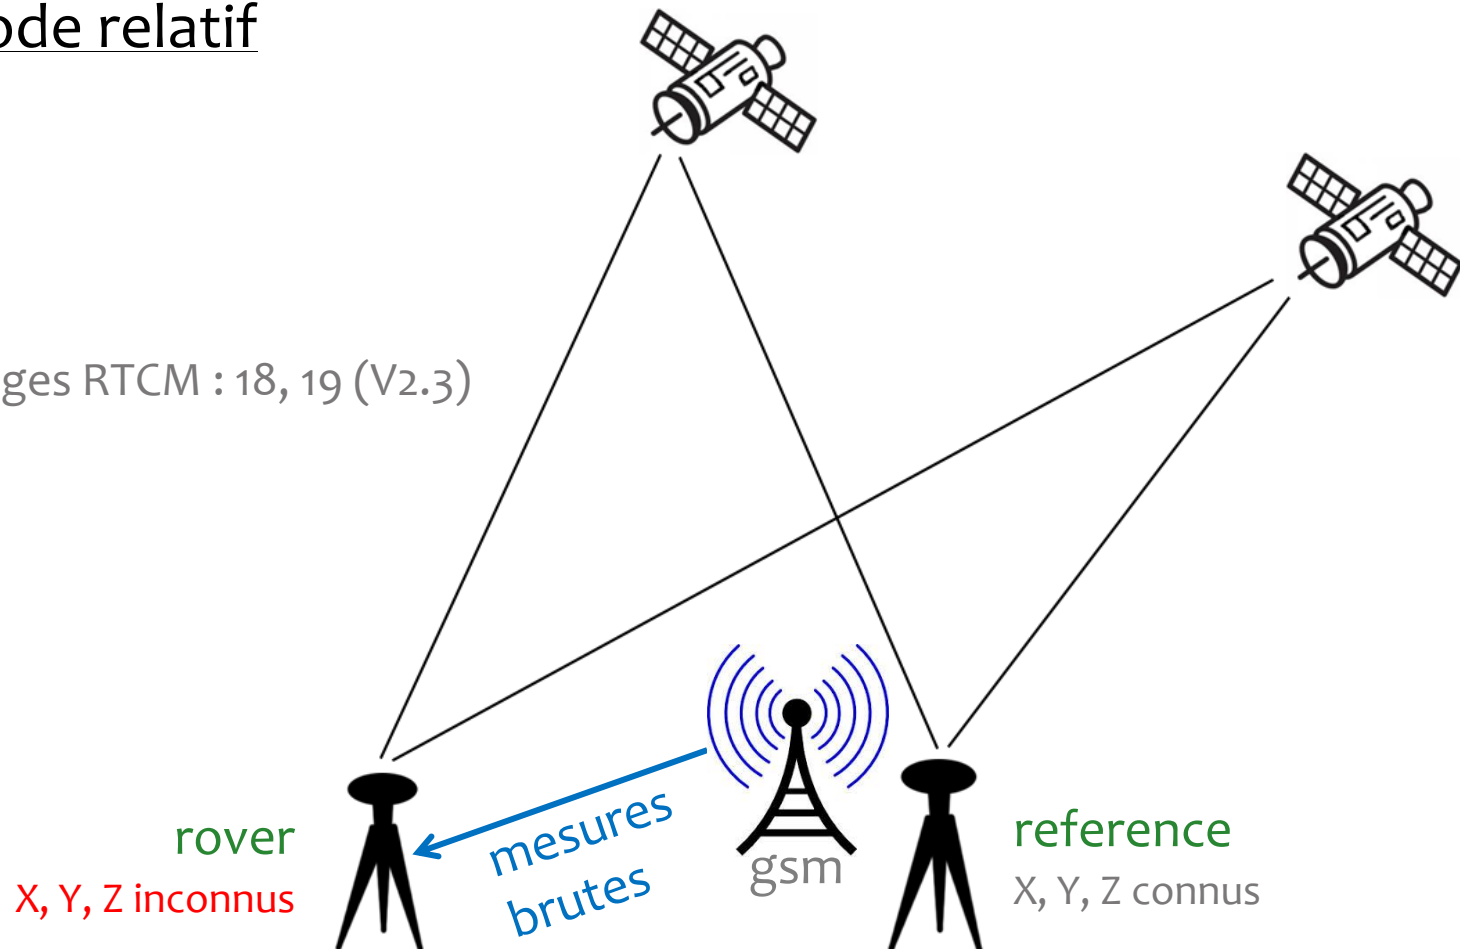 ode relatif
ges RTCM : 18, 19 (V2.3)
rover
X, Y, Z inconnus
mesures
brutes
gsm
reference
X, Y, Z connus